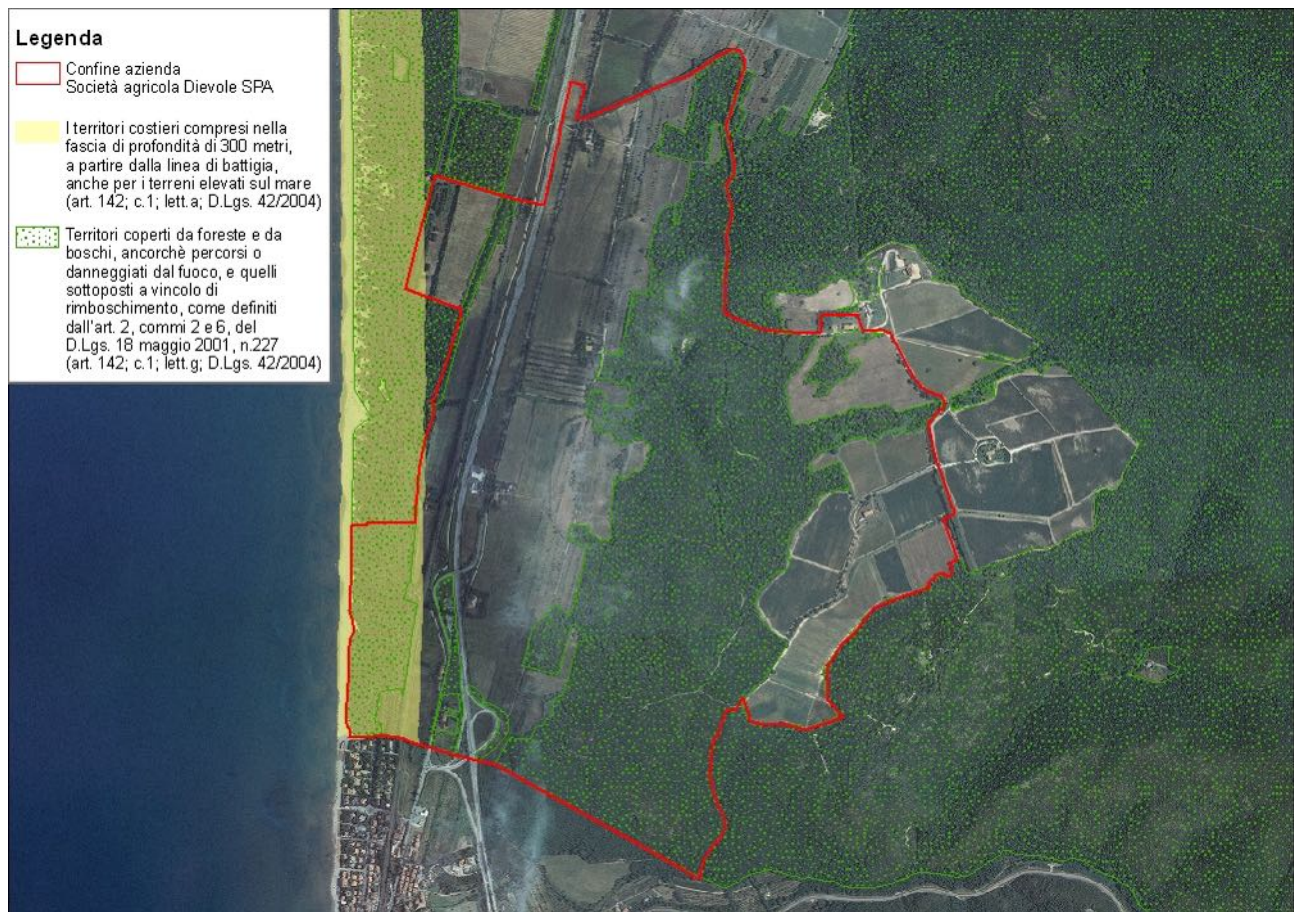 Legenda
Confine azienda
Società agricola Dievole SPA
I territori costieri compresi nella
fascia di profondità di 300 metri,
a partire dalla linea di battigia,
anche per i terreni elevati sul mare
(art. 142; c.1; lett.a; D.Lgs. 42/2004)
Territori coperti da foreste e da
boschi, ancorchè percorsi o
danneggiati dal fuoco, e quelli
sottoposti a vincolo di
rimboschimento, come definiti
dall'art. 2, commi 2 e 6, del
D.Lgs. 18 maggio 2001, n.227
(art. 142; c.1; lett.g; D.Lgs. 42/2004)